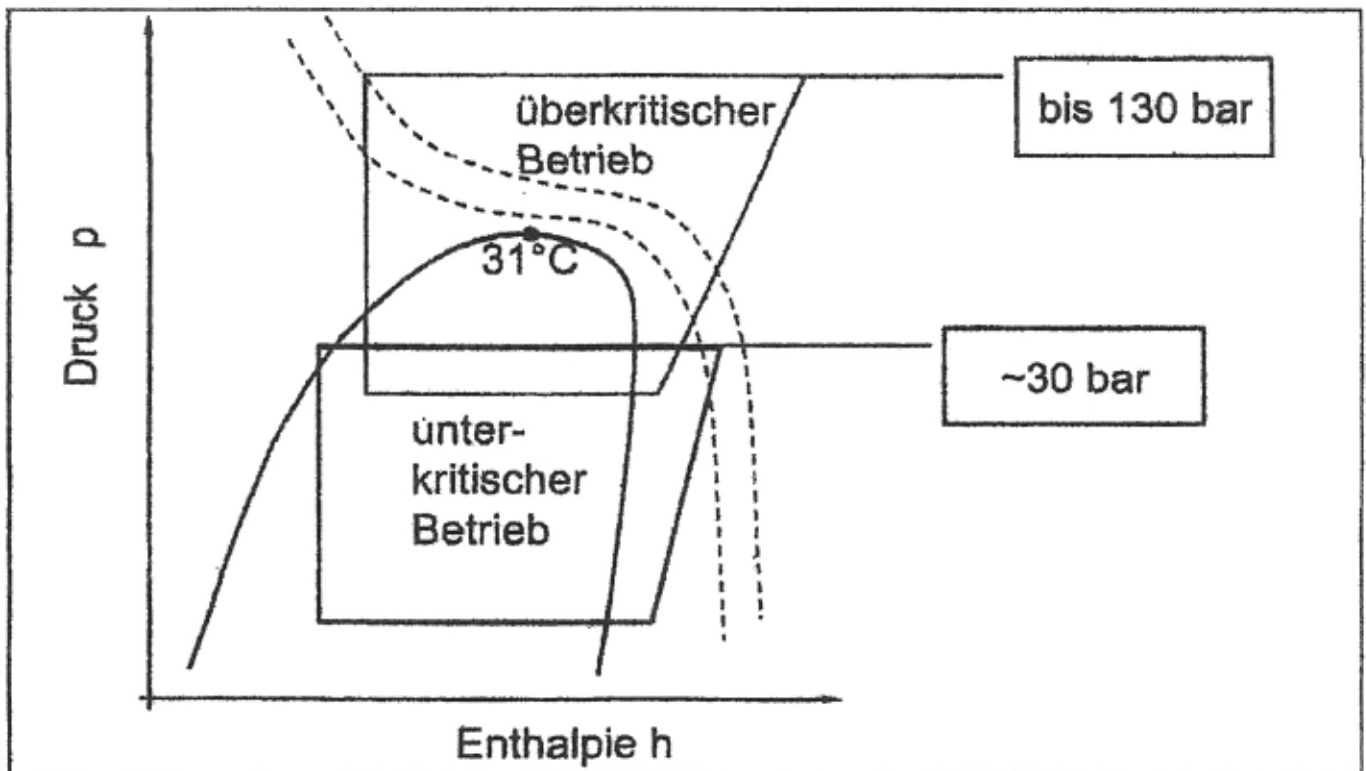 überkritischer
Betrieb
bis 130 bar
31°C
Druck p
~30 bar
unter-
kritischer
Betrieb
Enthalpie h